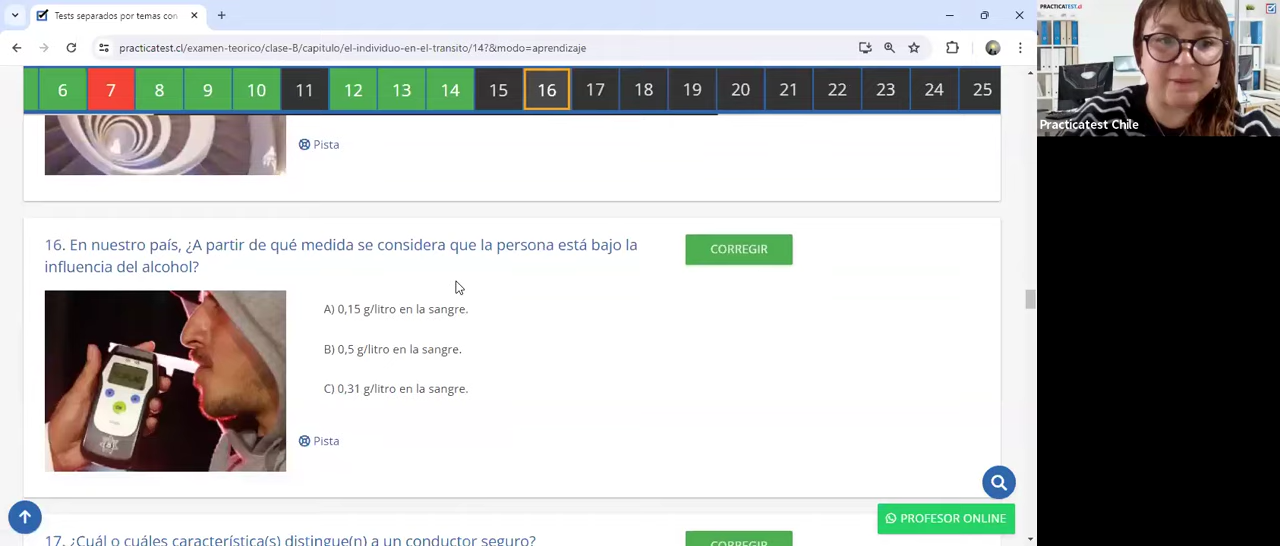 Tests separados por temas con
practicatest.cl/examen-teorico/clase-B/capitulo/el-individuo-en-el-transito/147&modo=aprendizaje
PRACTICATEST.cl
6 7 8 9 10 11 12 13 14 15 16 17 18 19 20 21 22 23 24 25
Practicatest Chile
Pista
16. En nuestro país, ¿A partir de qué medida se considera que la persona está bajo la
influencia del alcohol?
CORREGIR
A) 0,15 g/litro en la sangre.
B) 0,5 g/litro en la sangre.
C) 0,31 g/litro en la sangre.
Pista
PROFESOR ONLINE
17. ¿Cuál o cuáles característica(s) distingue(n) a un conductor seguro?
CORREGIR